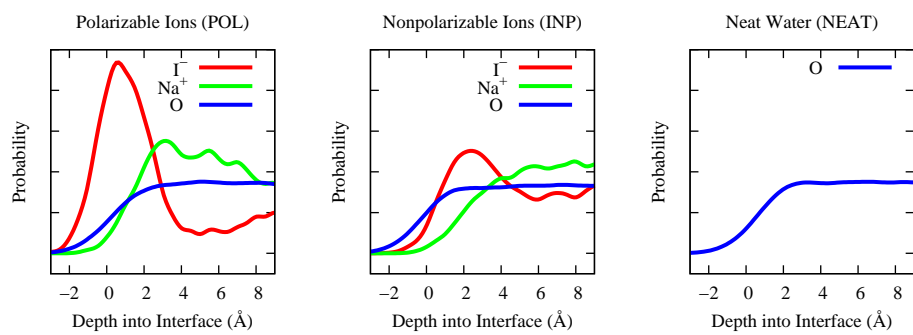 Polarizable Ions (POL)
Probability
I⁻
Na⁺
O
−2 0 2 4 6 8
Depth into Interface (Å)
Nonpolarizable Ions (INP)
Probability
I⁻
Na⁺
O
−2 0 2 4 6 8
Depth into Interface (Å)
Neat Water (NEAT)
Probability
O
−2 0 2 4 6 8
Depth into Interface (Å)